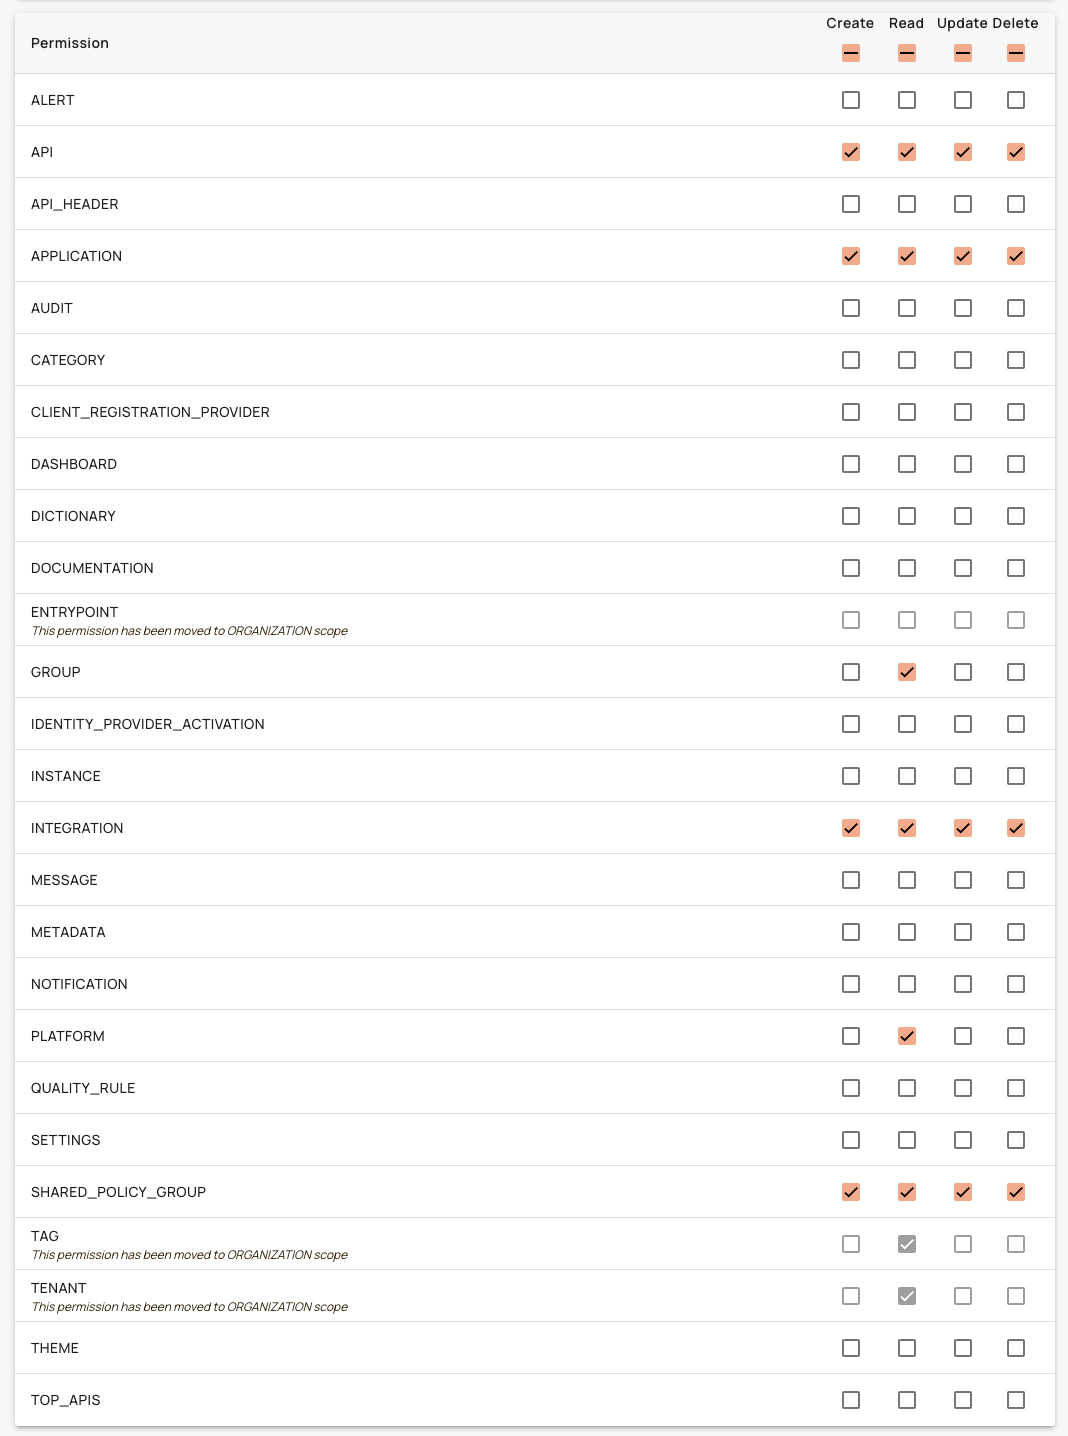 Permission
Create Read Update Delete
ALERT
API
API_HEADER
APPLICATION
AUDIT
CATEGORY
CLIENT_REGISTRATION_PROVIDER
DASHBOARD
DICTIONARY
DOCUMENTATION
ENTRYPOINT
This permission has been moved to ORGANIZATION scope
GROUP
IDENTITY_PROVIDER_ACTIVATION
INSTANCE
INTEGRATION
MESSAGE
METADATA
NOTIFICATION
PLATFORM
QUALITY_RULE
SETTINGS
SHARED_POLICY_GROUP
TAG
This permission has been moved to ORGANIZATION scope
TENANT
This permission has been moved to ORGANIZATION scope
THEME
TOP_APIS